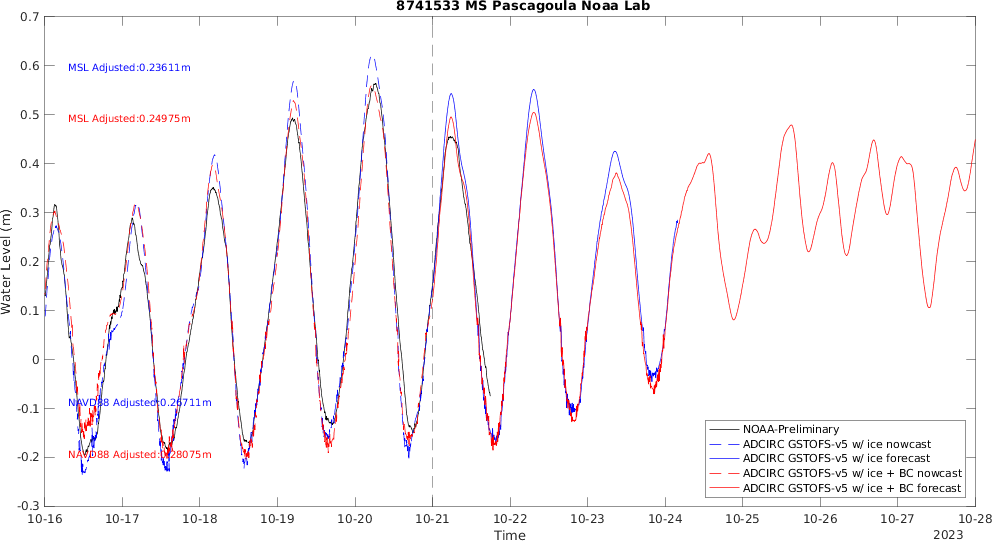 8741533 MS Pascagoula Noaa Lab
0.7
0.6
0.5
0.4
0.3
0.2
0.1
0
-0.1
-0.2
-0.3
Water Level (m)
MSL Adjusted:0.23611m
MSL Adjusted:0.24975m
NAVD88 Adjusted:0.26711m
NAVD88 Adjusted:0.28075m
NOAA-Preliminary
ADCIRC GSTOFS-v5 w/ ice nowcast
ADCIRC GSTOFS-v5 w/ ice forecast
ADCIRC GSTOFS-v5 w/ ice + BC nowcast
ADCIRC GSTOFS-v5 w/ ice + BC forecast
10-16 10-17 10-18 10-19 10-20 10-21 10-22 10-23 10-24 10-25 10-26 10-27 10-28
Time
2023